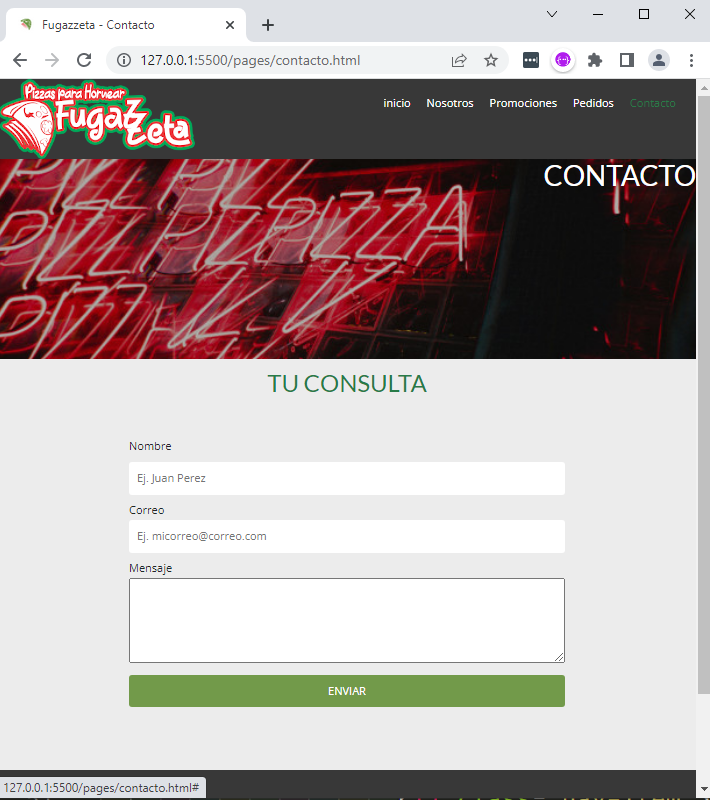 Fugazzeta - Contacto
127.0.0.1:5500/pages/contacto.html
Pizzas para Hornear
FugaZzeta
inicio Nosotros Promociones Pedidos Contacto
CONTACTO
PIZZA
TU CONSULTA
Nombre
Ej. Juan Perez
Correo
Ej. micorreo@correo.com
Mensaje
ENVIAR
127.0.0.1:5500/pages/contacto.html#